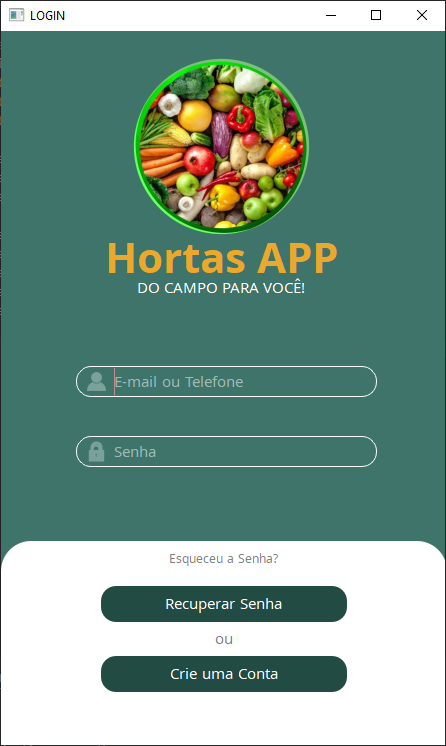 LOGIN
Hortas APP
DO CAMPO PARA VOCÊ!
E-mail ou Telefone
Senha
Esqueceu a Senha?
Recuperar Senha
ou
Crie uma Conta